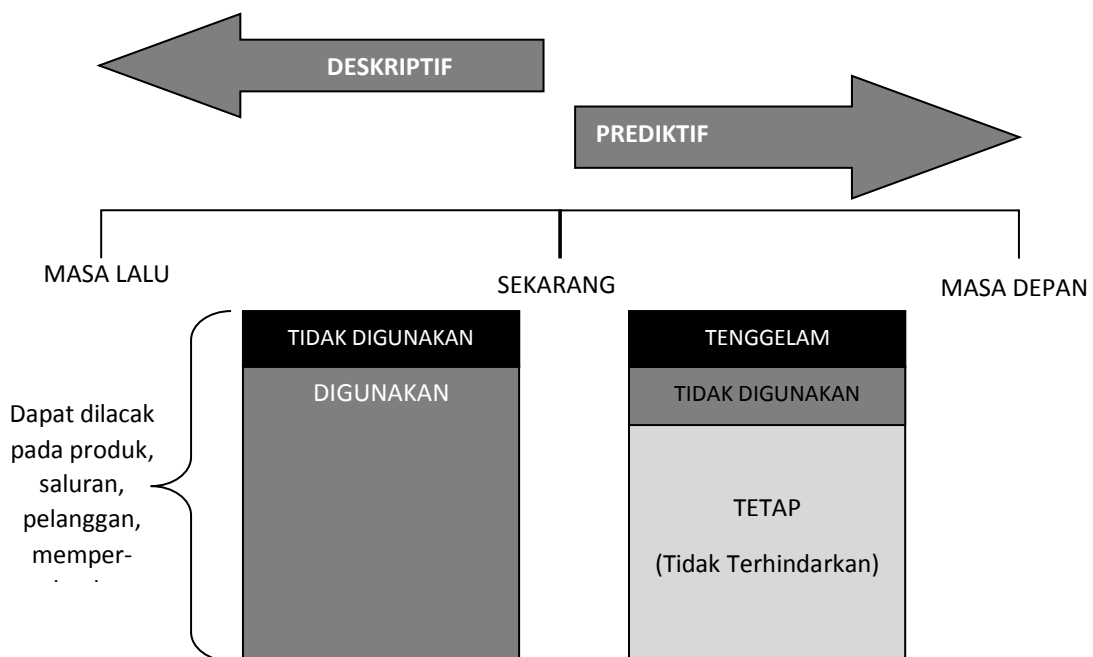 DESKRIPTIF
PREDIKTIF
MASA LALU
SEKARANG
MASA DEPAN
TIDAK DIGUNAKAN
DIGUNAKAN
TENGGELAM
TIDAK DIGUNAKAN
TETAP
(Tidak Terhindarkan)
Dapat dilacak
pada produk,
saluran,
pelanggan,
memper-